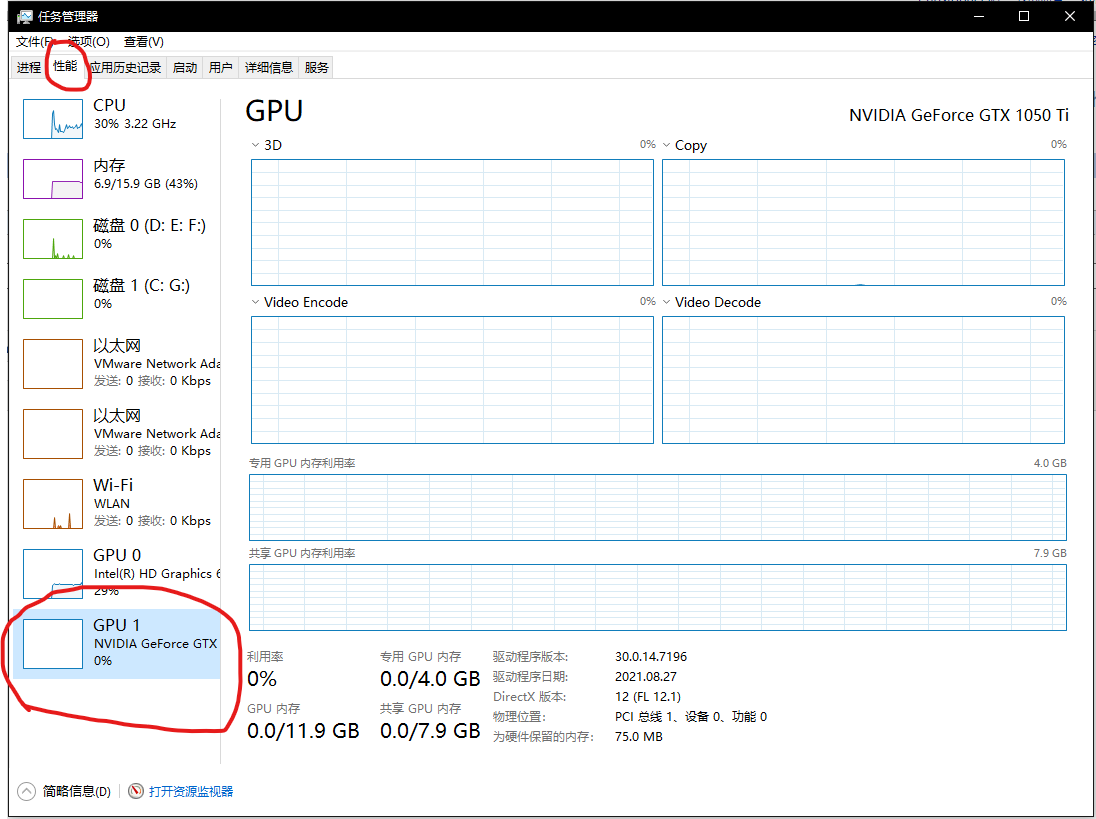 任务管理器
文件(F) 选项(O) 查看(V)
进程 性能 应用历史记录 启动 用户 详细信息 服务
CPU
30% 3.22 GHz
内存
6.9/15.9 GB (43%)
磁盘 0 (D: E: F:)
0%
磁盘 1 (C: G:)
0%
以太网
VMware Network Ada
发送: 0 接收: 0 Kbps
以太网
VMware Network Ada
发送: 0 接收: 0 Kbps
Wi-Fi
WLAN
发送: 0 接收: 0 Kbps
GPU 0
Intel(R) HD Graphics 6
29%
GPU 1
NVIDIA GeForce GTX
0%
GPU
NVIDIA GeForce GTX 1050 Ti
3D 0%
Copy 0%
Video Encode 0%
Video Decode 0%
专用 GPU 内存利用率 4.0 GB
共享 GPU 内存利用率 7.9 GB
利用率
0%
专用 GPU 内存
0.0/4.0 GB
GPU 内存
0.0/11.9 GB
共享 GPU 内存
0.0/7.9 GB
驱动程序版本: 30.0.14.7196
驱动程序日期: 2021.08.27
DirectX 版本: 12 (FL 12.1)
物理位置: PCI 总线 1、设备 0、功能 0
为硬件保留的内存: 75.0 MB
简略信息(D) 打开资源监视器